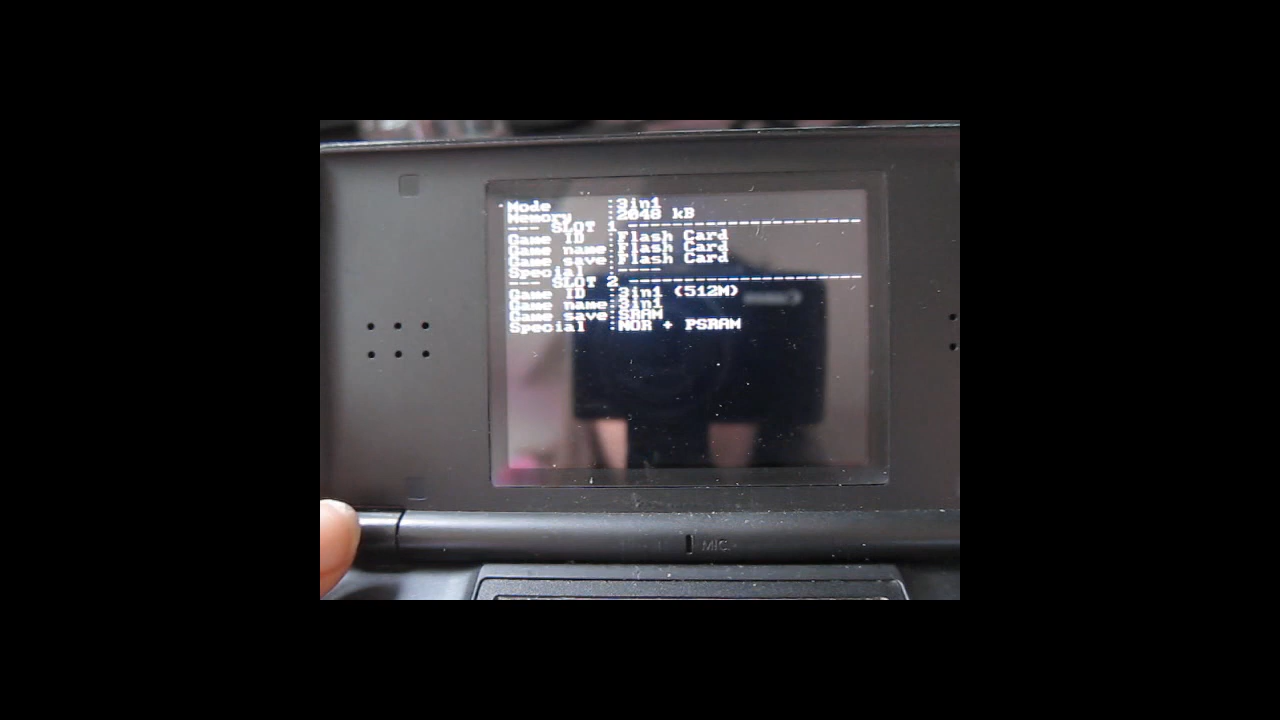 Mode :3in1
Memory :2048 kB
--- SLOT 1 ---------------------
Game ID :Flash Card
Game name:Flash Card
Game save:Flash Card
Special :----
--- SLOT 2 ---------------------
Game ID :3in1 (512M)
Game name:3in1
Game save:SRAM
Special :NOR + PSRAM
MIC.